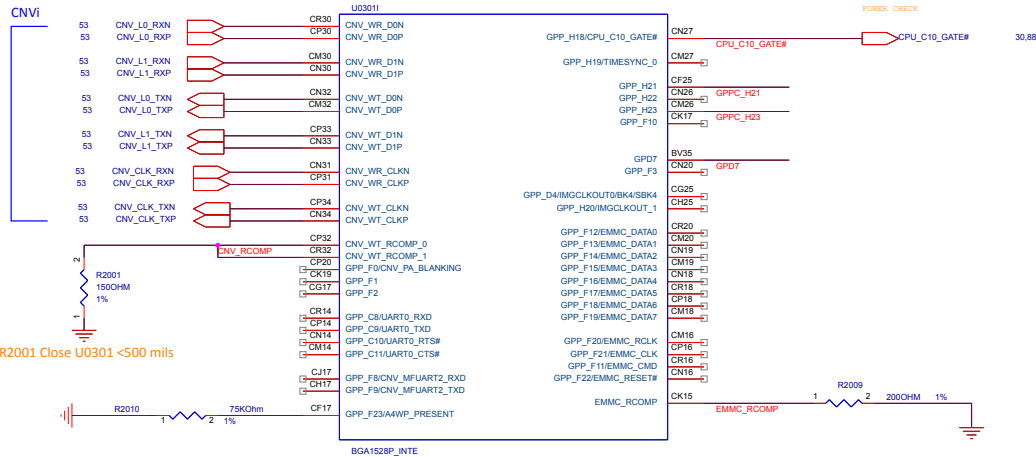 CNVi
U0301I
POWER CHECK
53 CNV_L0_RXN CR30 CNV_WR_D0N
53 CNV_L0_RXP CP30 CNV_WR_D0P
GPP_H18/CPU_C10_GATE# CN27 CPU_C10_GATE# CPU_C10_GATE# 30,88
53 CNV_L1_RXN CM30 CNV_WR_D1N
53 CNV_L1_RXP CN30 CNV_WR_D1P
GPP_H19/TIMESYNC_0 CM27
GPP_H21 CF25 GPPC_H21
53 CNV_L0_TXN CN32 CNV_WT_D0N
53 CNV_L0_TXP CM32 CNV_WT_D0P
GPP_H22 CN26
GPP_H23 CM26 GPPC_H23
GPP_F10 CK17
53 CNV_L1_TXN CP33 CNV_WT_D1N
53 CNV_L1_TXP CN33 CNV_WT_D1P
GPD7 BV35 GPD7
GPP_F3 CN20
53 CNV_CLK_RXN CN31 CNV_WR_CLKN
53 CNV_CLK_RXP CP31 CNV_WR_CLKP
GPP_D4/IMGCLKOUT0/BK4/SBK4 CG25
GPP_H20/IMGCLKOUT_1 CH25
53 CNV_CLK_TXN CP34 CNV_WT_CLKN
53 CNV_CLK_TXP CN34 CNV_WT_CLKP
CP32 CNV_WT_RCOMP_0
CNV_RCOMP CR32 CNV_WT_RCOMP_1
CP20 GPP_F0/CNV_PA_BLANKING
CK19 GPP_F1
CG17 GPP_F2
GPP_F12/EMMC_DATA0 CR20
GPP_F13/EMMC_DATA1 CM20
GPP_F14/EMMC_DATA2 CN19
GPP_F15/EMMC_DATA3 CM19
GPP_F16/EMMC_DATA4 CN18
GPP_F17/EMMC_DATA5 CR18
GPP_F18/EMMC_DATA6 CP18
GPP_F19/EMMC_DATA7 CM18
2
R2001
150OHM
1%
1
R2001 Close U0301 <500 mils
CR14 GPP_C8/UART0_RXD
CP14 GPP_C9/UART0_TXD
CN14 GPP_C10/UART0_RTS#
CM14 GPP_C11/UART0_CTS#
GPP_F20/EMMC_RCLK CM16
GPP_F21/EMMC_CLK CP16
GPP_F11/EMMC_CMD CR16
GPP_F22/EMMC_RESET# CN16
CJ17 GPP_F8/CNV_MFUART2_RXD
CH17 GPP_F9/CNV_MFUART2_TXD
EMMC_RCOMP CK15 EMMC_RCOMP 1 R2009 2 200OHM 1%
R2010 1 2 75KOhm 1% CF17 GPP_F23/A4WP_PRESENT
BGA1528P_INTE